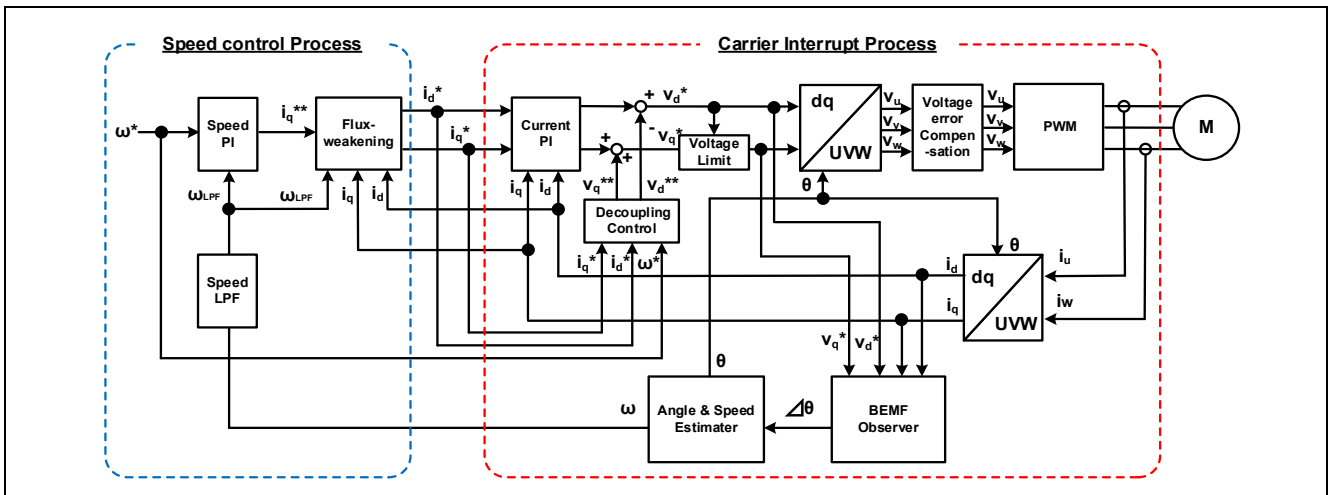 Speed control Process
Carrier Interrupt Process
ω*
Speed
PI
iq**
Flux-
weakening
id*
iq*
Current
PI
+
vd*
-
+
+
vq*
Voltage
Limit
dq
UVW
vu
vv
vw
Voltage
error
Compen
-sation
vu
vv
vw
PWM
M
ωLPF
ωLPF
iq
id
iq
id
vq**
vd**
θ
Decoupling
Control
iq*
id*
ω*
Speed
LPF
θ
id
iq
dq
UVW
iu
iw
vq*
vd*
θ
ω
Angle & Speed
Estimater
⊿θ
BEMF
Observer